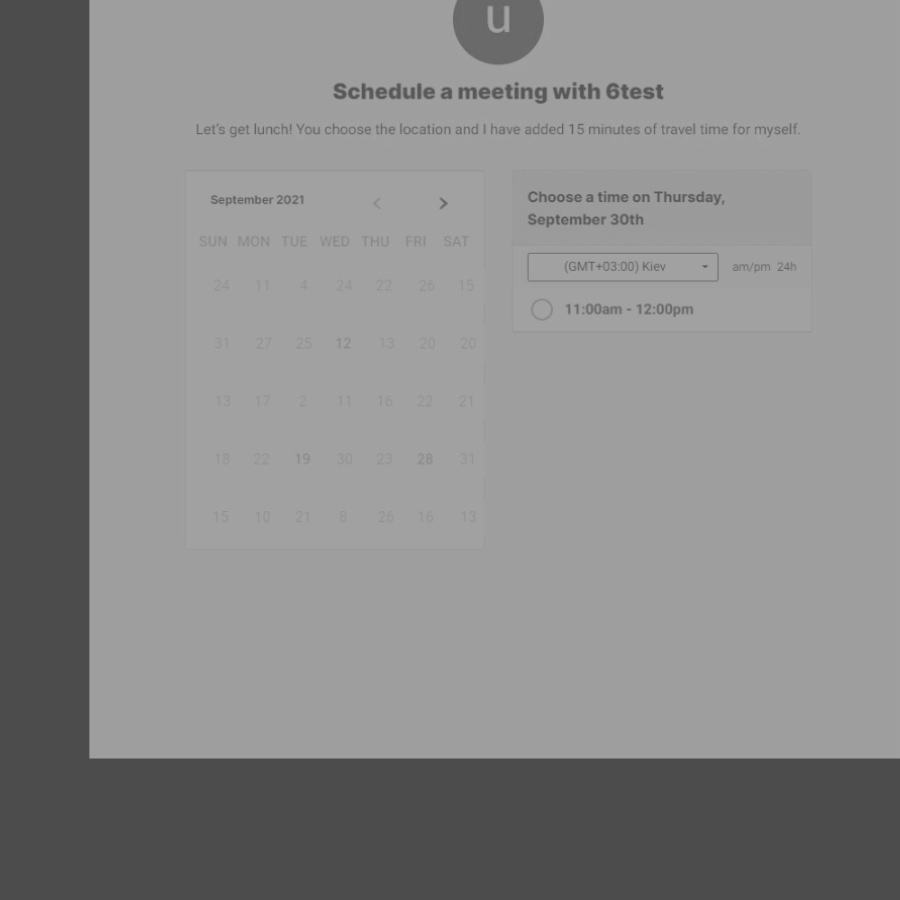 u
Schedule a meeting with 6test
Let's get lunch! You choose the location and I have added 15 minutes of travel time for myself.
September 2021 < >
SUN MON TUE WED THU FRI SAT
24 11 4 24 22 26 15
31 27 25 12 13 20 20
13 17 2 11 16 22 21
18 22 19 30 23 28 31
15 10 21 8 26 16 13
Choose a time on Thursday,
September 30th
(GMT+03:00) Kiev am/pm 24h
11:00am - 12:00pm